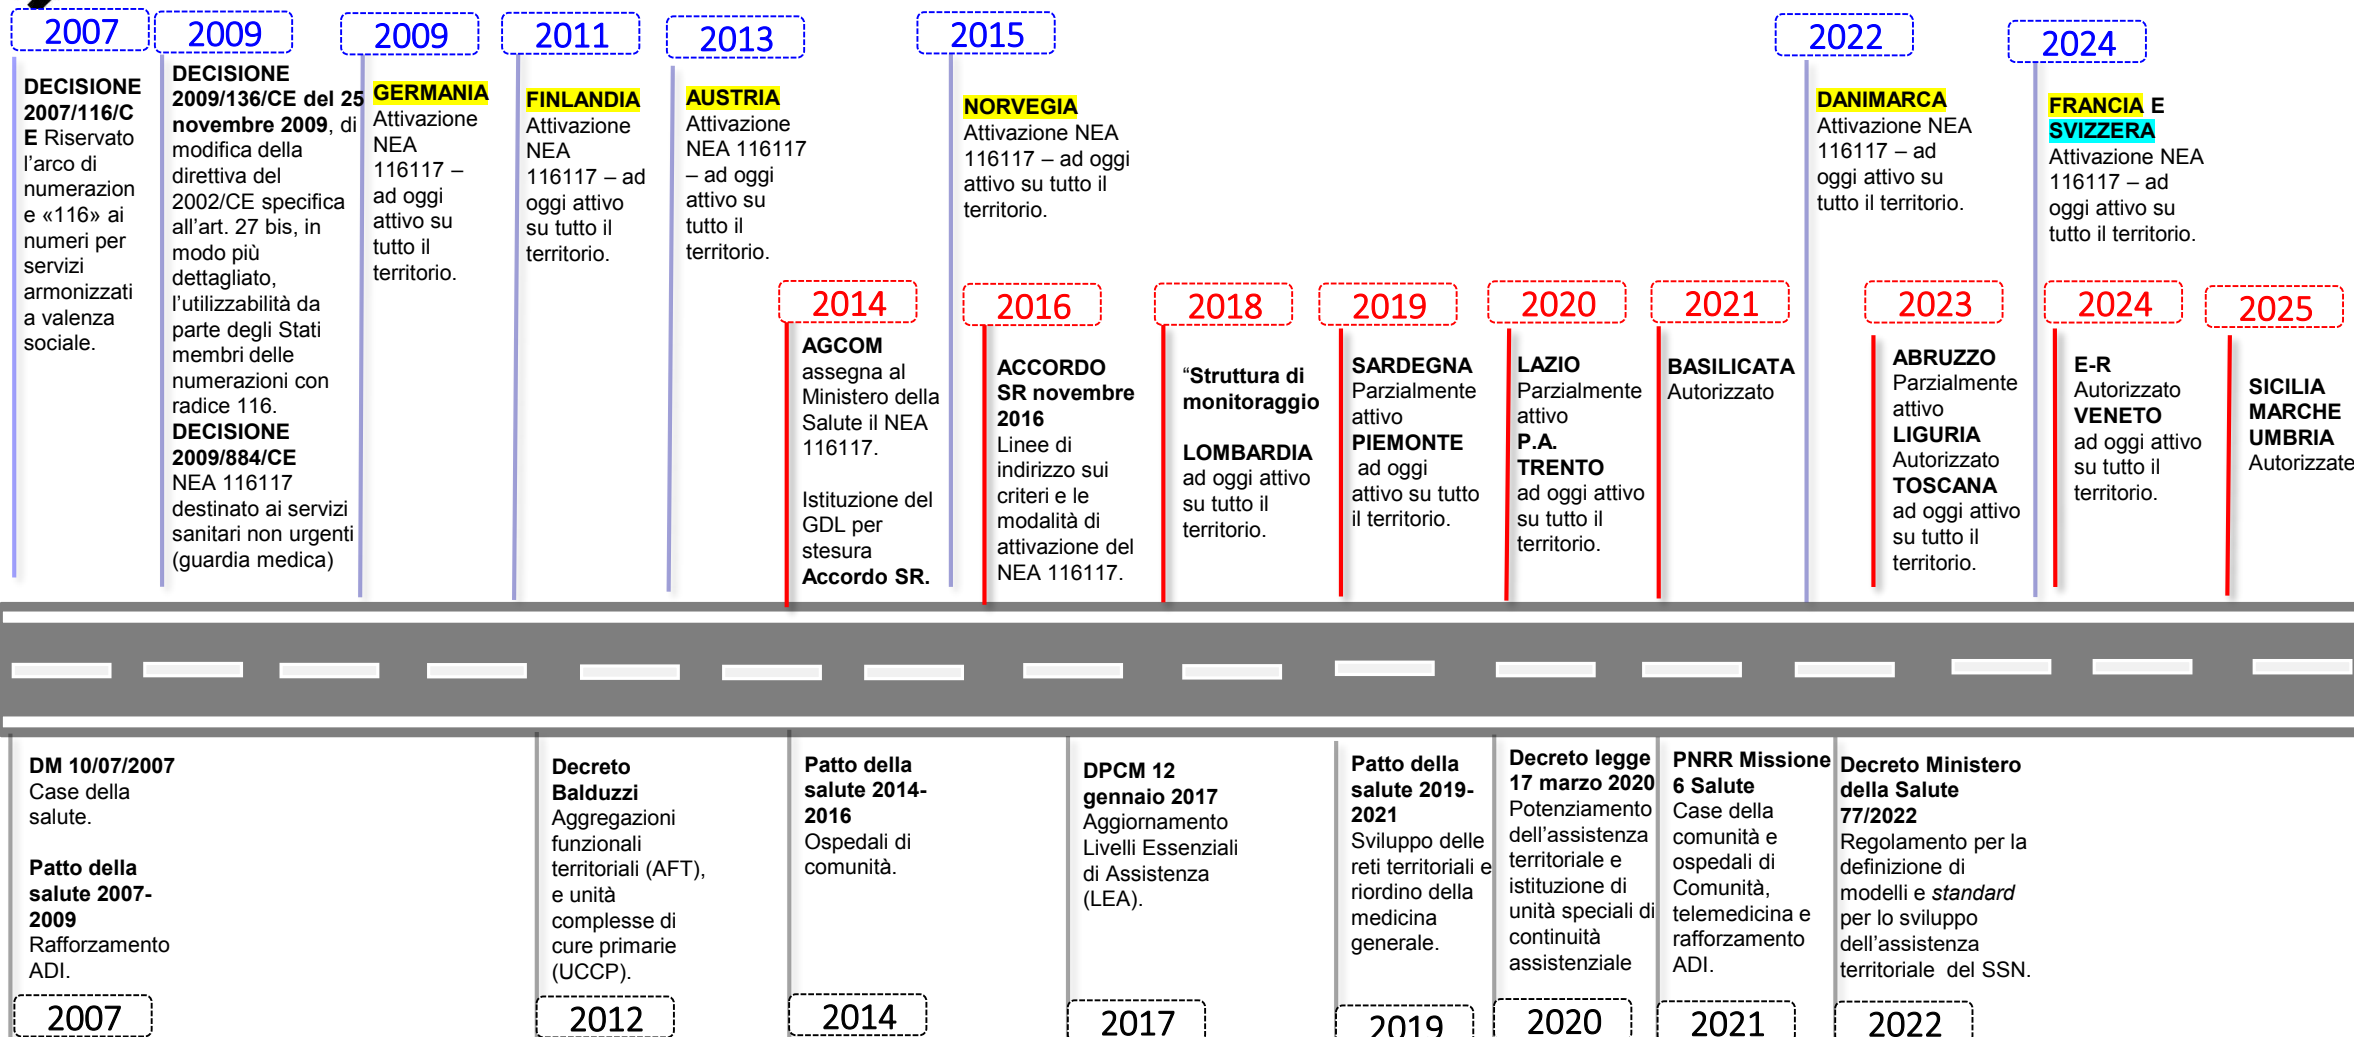 2007
DECISIONE
2007/116/C
E Riservato
l'arco di
numerazion
e «116» ai
numeri per
servizi
armonizzati
a valenza
sociale.
2009
DECISIONE
2009/136/CE del 25
novembre 2009, di
modifica della
direttiva del
2002/CE specifica
all'art. 27 bis, in
modo più
dettagliato,
l'utilizzabilità da
parte degli Stati
membri delle
numerazioni con
radice 116.
DECISIONE
2009/884/CE
NEA 116117
destinato ai servizi
sanitari non urgenti
(guardia medica)
2009
GERMANIA
Attivazione
NEA
116117 –
ad oggi
attivo su
tutto il
territorio.
2011
FINLANDIA
Attivazione
NEA
116117 – ad
oggi attivo
su tutto il
territorio.
2013
AUSTRIA
Attivazione
NEA 116117
– ad oggi
attivo su
tutto il
territorio.
2014
AGCOM
assegna al
Ministero della
Salute il NEA
116117.
Istituzione del
GDL per
stesura
Accordo SR.
2015
NORVEGIA
Attivazione NEA
116117 – ad oggi
attivo su tutto il
territorio.
2016
ACCORDO
SR novembre
2016
Linee di
indirizzo sui
criteri e le
modalità di
attivazione del
NEA 116117.
2018
“Struttura di
monitoraggio
LOMBARDIA
ad oggi attivo
su tutto il
territorio.
2019
SARDEGNA
Parzialmente
attivo
PIEMONTE
ad oggi
attivo su tutto
il territorio.
2020
LAZIO
Parzialmente
attivo
P.A.
TRENTO
ad oggi attivo
su tutto il
territorio.
2021
BASILICATA
Autorizzato
2022
DANIMARCA
Attivazione NEA
116117 – ad
oggi attivo su
tutto il territorio.
2023
ABRUZZO
Parzialmente
attivo
LIGURIA
Autorizzato
TOSCANA
ad oggi attivo
su tutto il
territorio.
2024
FRANCIA E
SVIZZERA
Attivazione NEA
116117 – ad
oggi attivo su
tutto il territorio.
2024
E-R
Autorizzato
VENETO
ad oggi attivo
su tutto il
territorio.
2025
SICILIA
MARCHE
UMBRIA
Autorizzate
DM 10/07/2007
Case della
salute.
Patto della
salute 2007-
2009
Rafforzamento
ADI.
2007
Decreto
Balduzzi
Aggregazioni
funzionali
territoriali (AFT),
e unità
complesse di
cure primarie
(UCCP).
2012
Patto della
salute 2014-
2016
Ospedali di
comunità.
2014
DPCM 12
gennaio 2017
Aggiornamento
Livelli Essenziali
di Assistenza
(LEA).
2017
Patto della
salute 2019-
2021
Sviluppo delle
reti territoriali e
riordino della
medicina
generale.
2019
Decreto legge
17 marzo 2020
Potenziamento
dell'assistenza
territoriale e
istituzione di
unità speciali di
continuità
assistenziale
2020
PNRR Missione
6 Salute
Case della
comunità e
ospedali di
Comunità,
telemedicina e
rafforzamento
ADI.
2021
Decreto Ministero
della Salute
77/2022
Regolamento per la
definizione di
modelli e standard
per lo sviluppo
dell'assistenza
territoriale del SSN.
2022